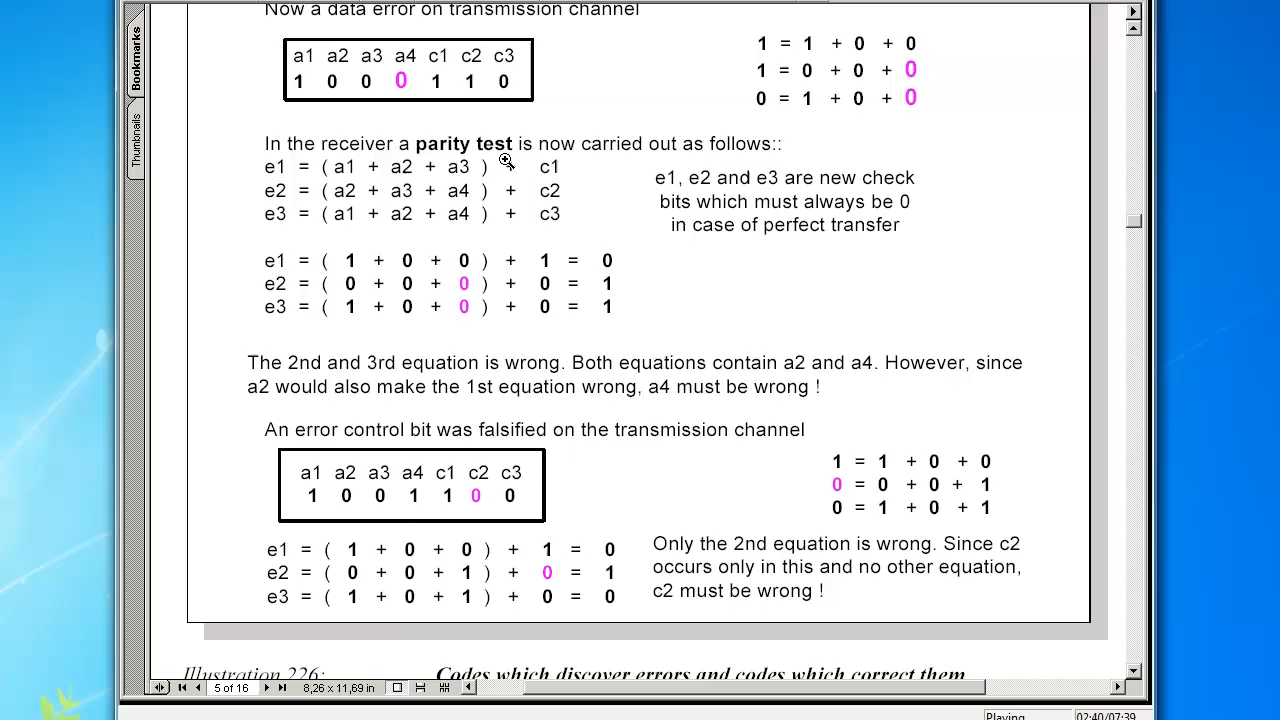 Now a data error on transmission channel
a1 a2 a3 a4 c1 c2 c3
1 0 0 0 1 1 0
1 = 1 + 0 + 0
1 = 0 + 0 + 0
0 = 1 + 0 + 0
In the receiver a parity test is now carried out as follows::
e1 = ( a1 + a2 + a3 ) + c1
e2 = ( a2 + a3 + a4 ) + c2
e3 = ( a1 + a2 + a4 ) + c3
e1, e2 and e3 are new check
bits which must always be 0
in case of perfect transfer
e1 = ( 1 + 0 + 0 ) + 1 = 0
e2 = ( 0 + 0 + 0 ) + 0 = 1
e3 = ( 1 + 0 + 0 ) + 0 = 1
The 2nd and 3rd equation is wrong. Both equations contain a2 and a4. However, since
a2 would also make the 1st equation wrong, a4 must be wrong !
An error control bit was falsified on the transmission channel
a1 a2 a3 a4 c1 c2 c3
1 0 0 1 1 0 0
1 = 1 + 0 + 0
0 = 0 + 0 + 1
0 = 1 + 0 + 1
e1 = ( 1 + 0 + 0 ) + 1 = 0
e2 = ( 0 + 0 + 1 ) + 0 = 1
e3 = ( 1 + 0 + 1 ) + 0 = 0
Only the 2nd equation is wrong. Since c2
occurs only in this and no other equation,
c2 must be wrong !
Illustration 226: Codes which discover errors and codes which correct them
Bookmarks
Thumbnails
5 of 16
8,26 x 11,69 in
Playing
02:40/07:39